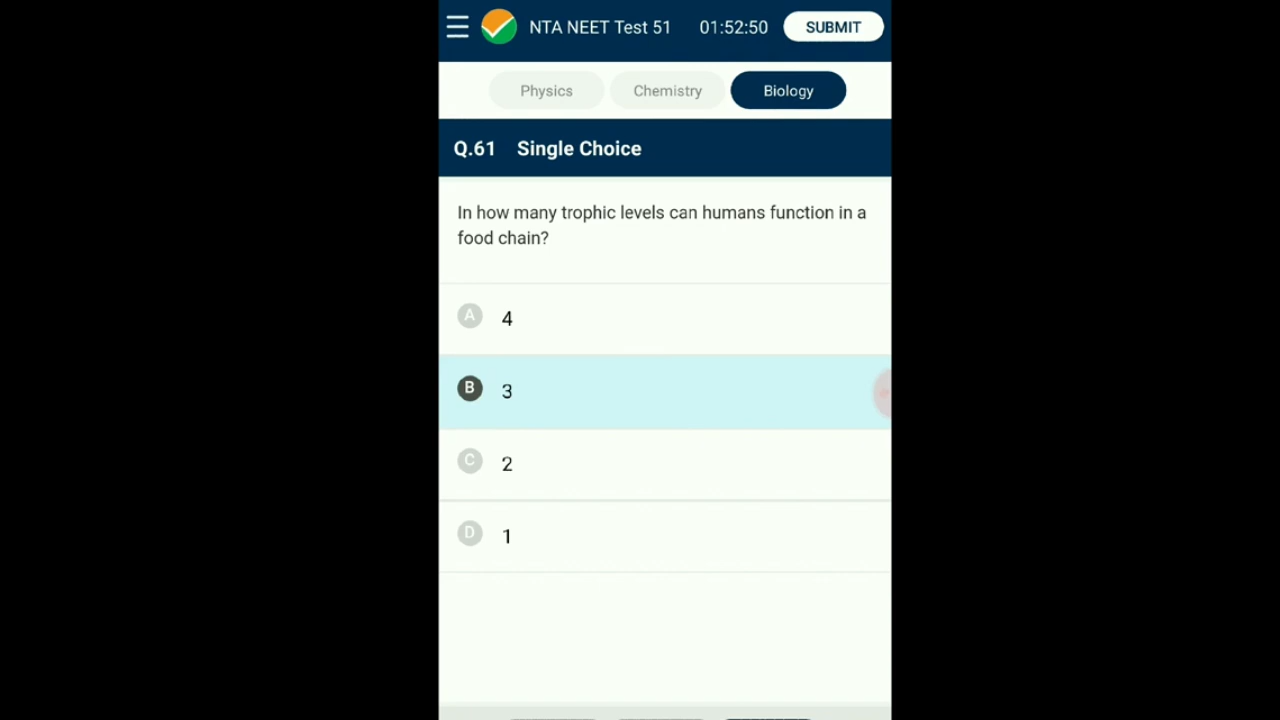 NTA NEET Test 51 01:52:50 SUBMIT
Physics Chemistry Biology
Q.61 Single Choice
In how many trophic levels can humans function in a
food chain?
A 4
B 3
C 2
D 1